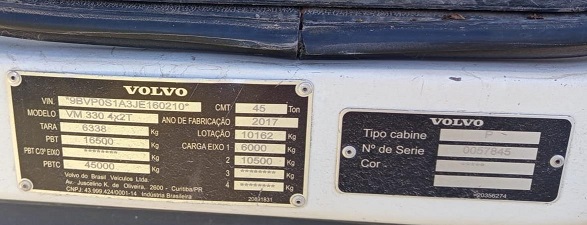 VOLVO
VIN. "9BVP0S1A3JE160210" CMT 45 Ton
MODELO VM 330 4x2T ANO DE FABRICAÇÃO 2017
TARA 6338 Kg LOTAÇÃO 10162 Kg
PBT 16500 Kg CARGA EIXO 1 6000 Kg
PBT C/3º EIXO ******** Kg 2 10500 Kg
PBTC 45000 Kg 3 ******** Kg
4 ******** Kg
Volvo do Brasil Veículos Ltda.
Av. Juscelino K. de Oliveira, 2600 - Curitiba/PR
CNPJ: 43.999.424/0001-14 Indústria Brasileira
20831831
VOLVO
Tipo cabine
Nº de Serie 0057845
Cor
20356274